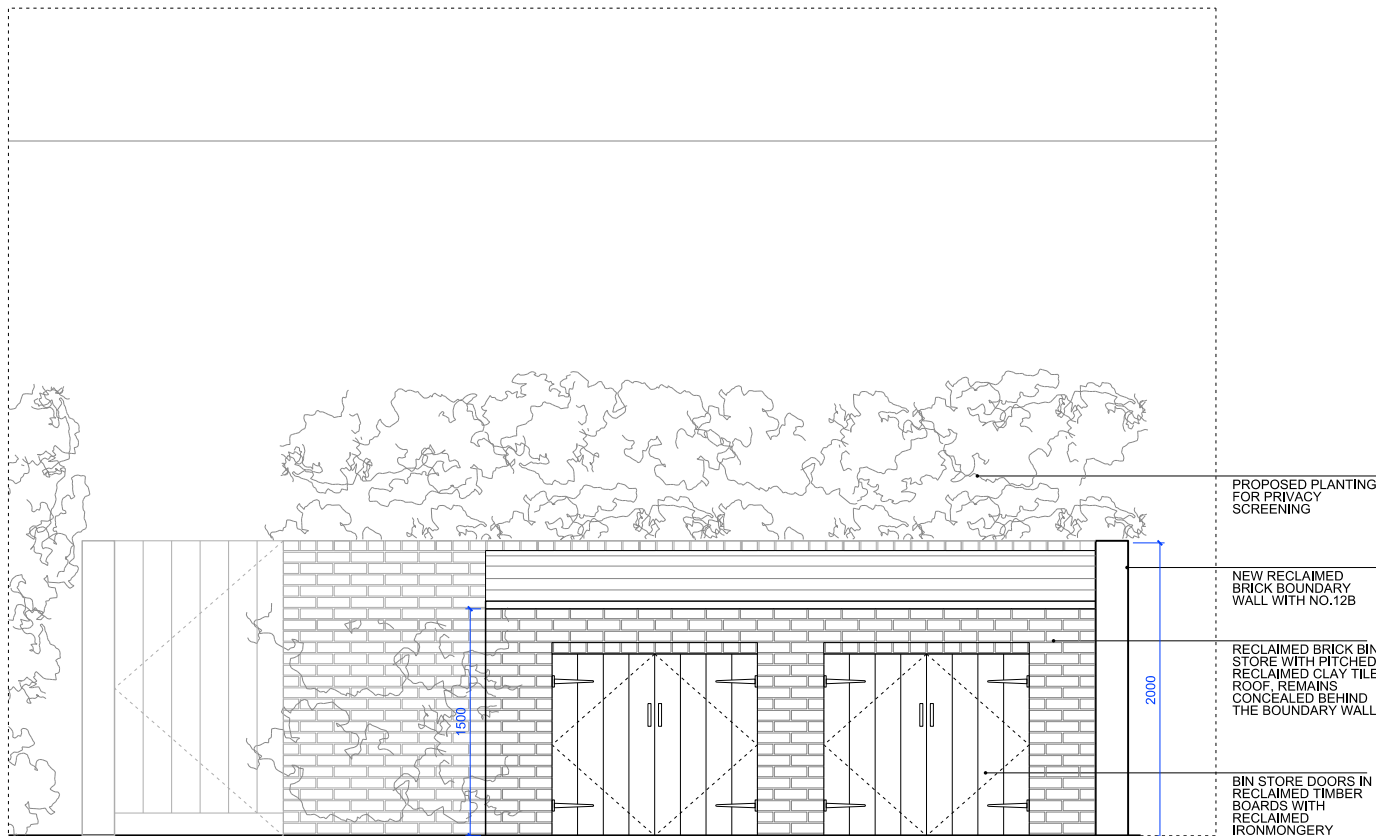 PROPOSED PLANTING
FOR PRIVACY
SCREENING
NEW RECLAIMED
BRICK BOUNDARY
WALL WITH NO.12B
RECLAIMED BRICK BIN
STORE WITH PITCHED
RECLAIMED CLAY TILE
ROOF, REMAINS
CONCEALED BEHIND
THE BOUNDARY WALL
BIN STORE DOORS IN
RECLAIMED TIMBER
BOARDS WITH
RECLAIMED
IRONMONGERY
1500
2000